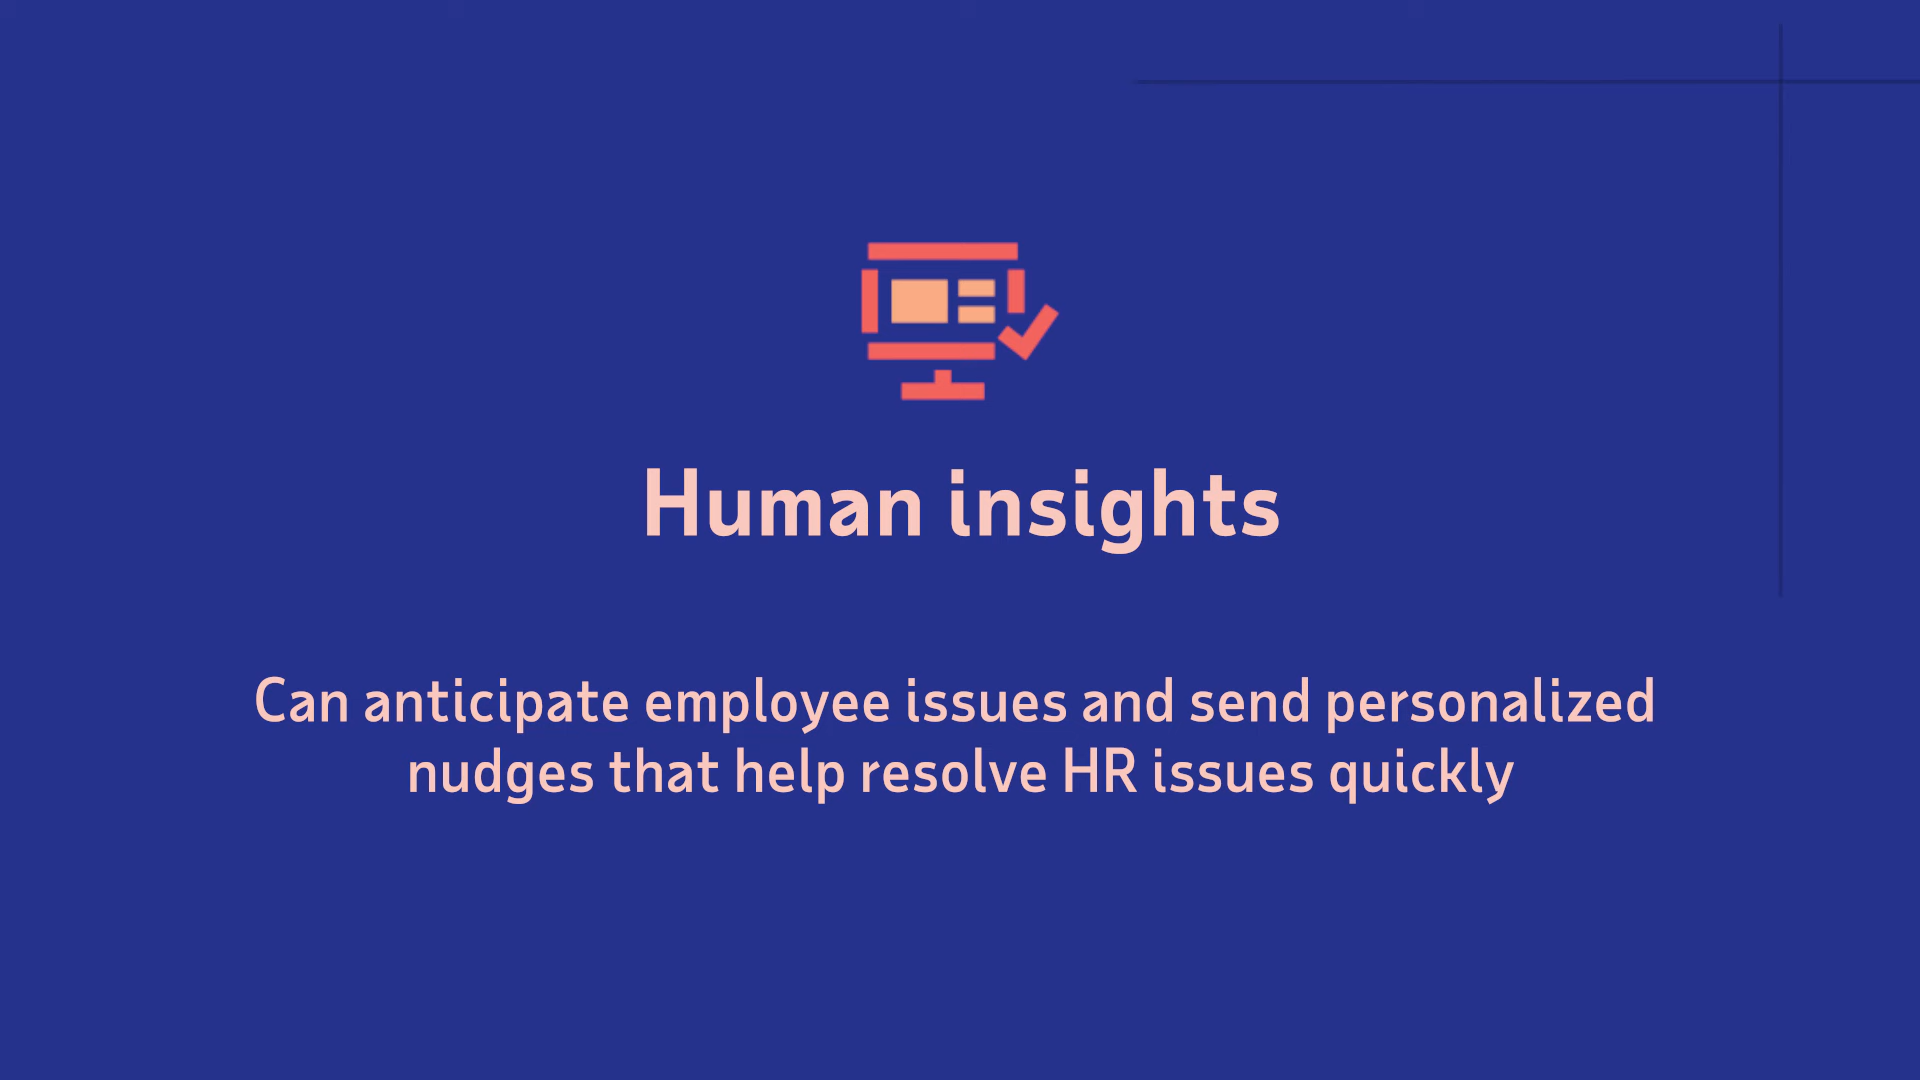 Human insights
Can anticipate employee issues and send personalized
nudges that help resolve HR issues quickly